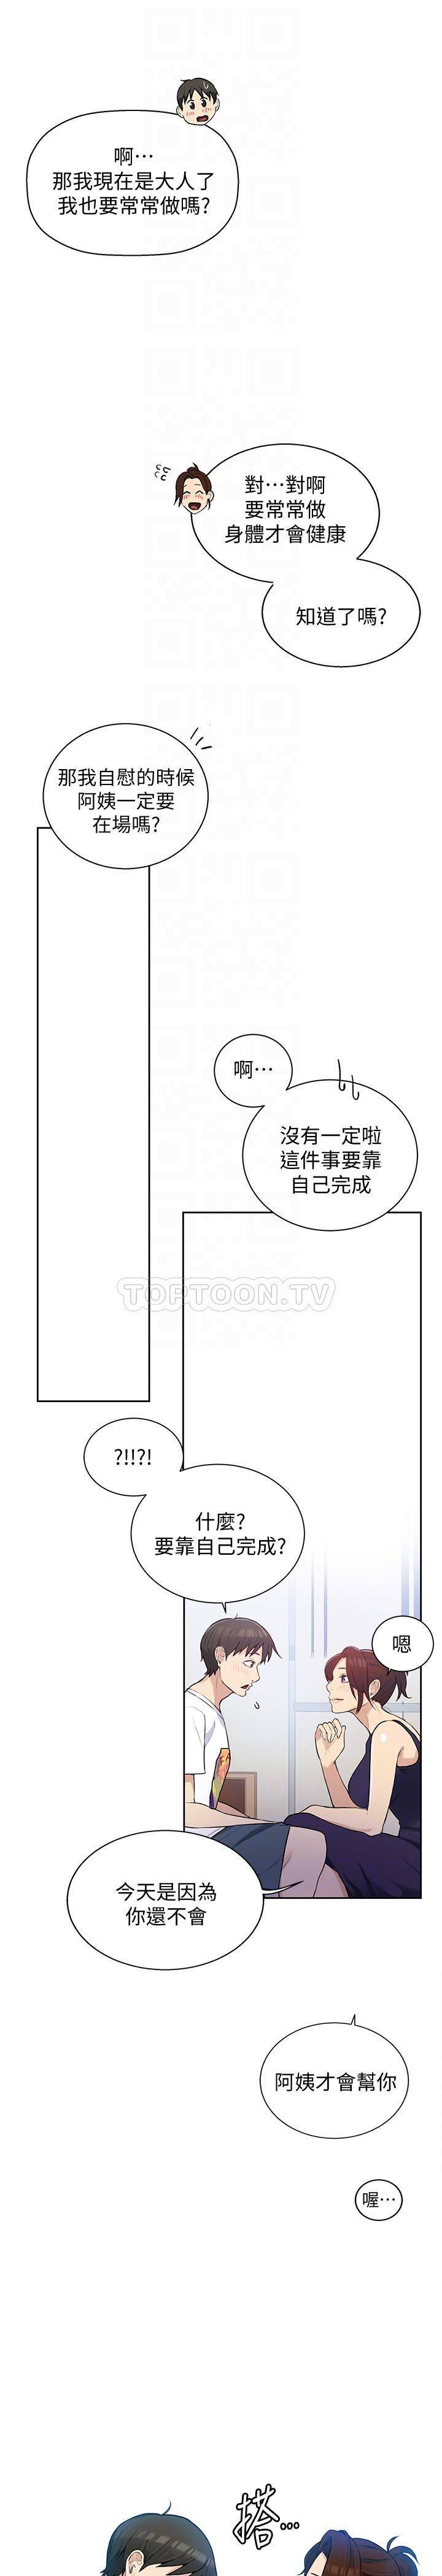 啊…
那我現在是大人了
我也要常常做嗎?
對…對啊
要常常做
身體才會健康
知道了嗎?
那我自慰的時候
阿姨一定要
在場嗎?
啊…
沒有一定啦
這件事要靠
自己完成
TOPTOON.TV
?!!?!
什麼?
要靠自己完成?
嗯
今天是因為
你還不會
阿姨才會幫你
喔…
搭…